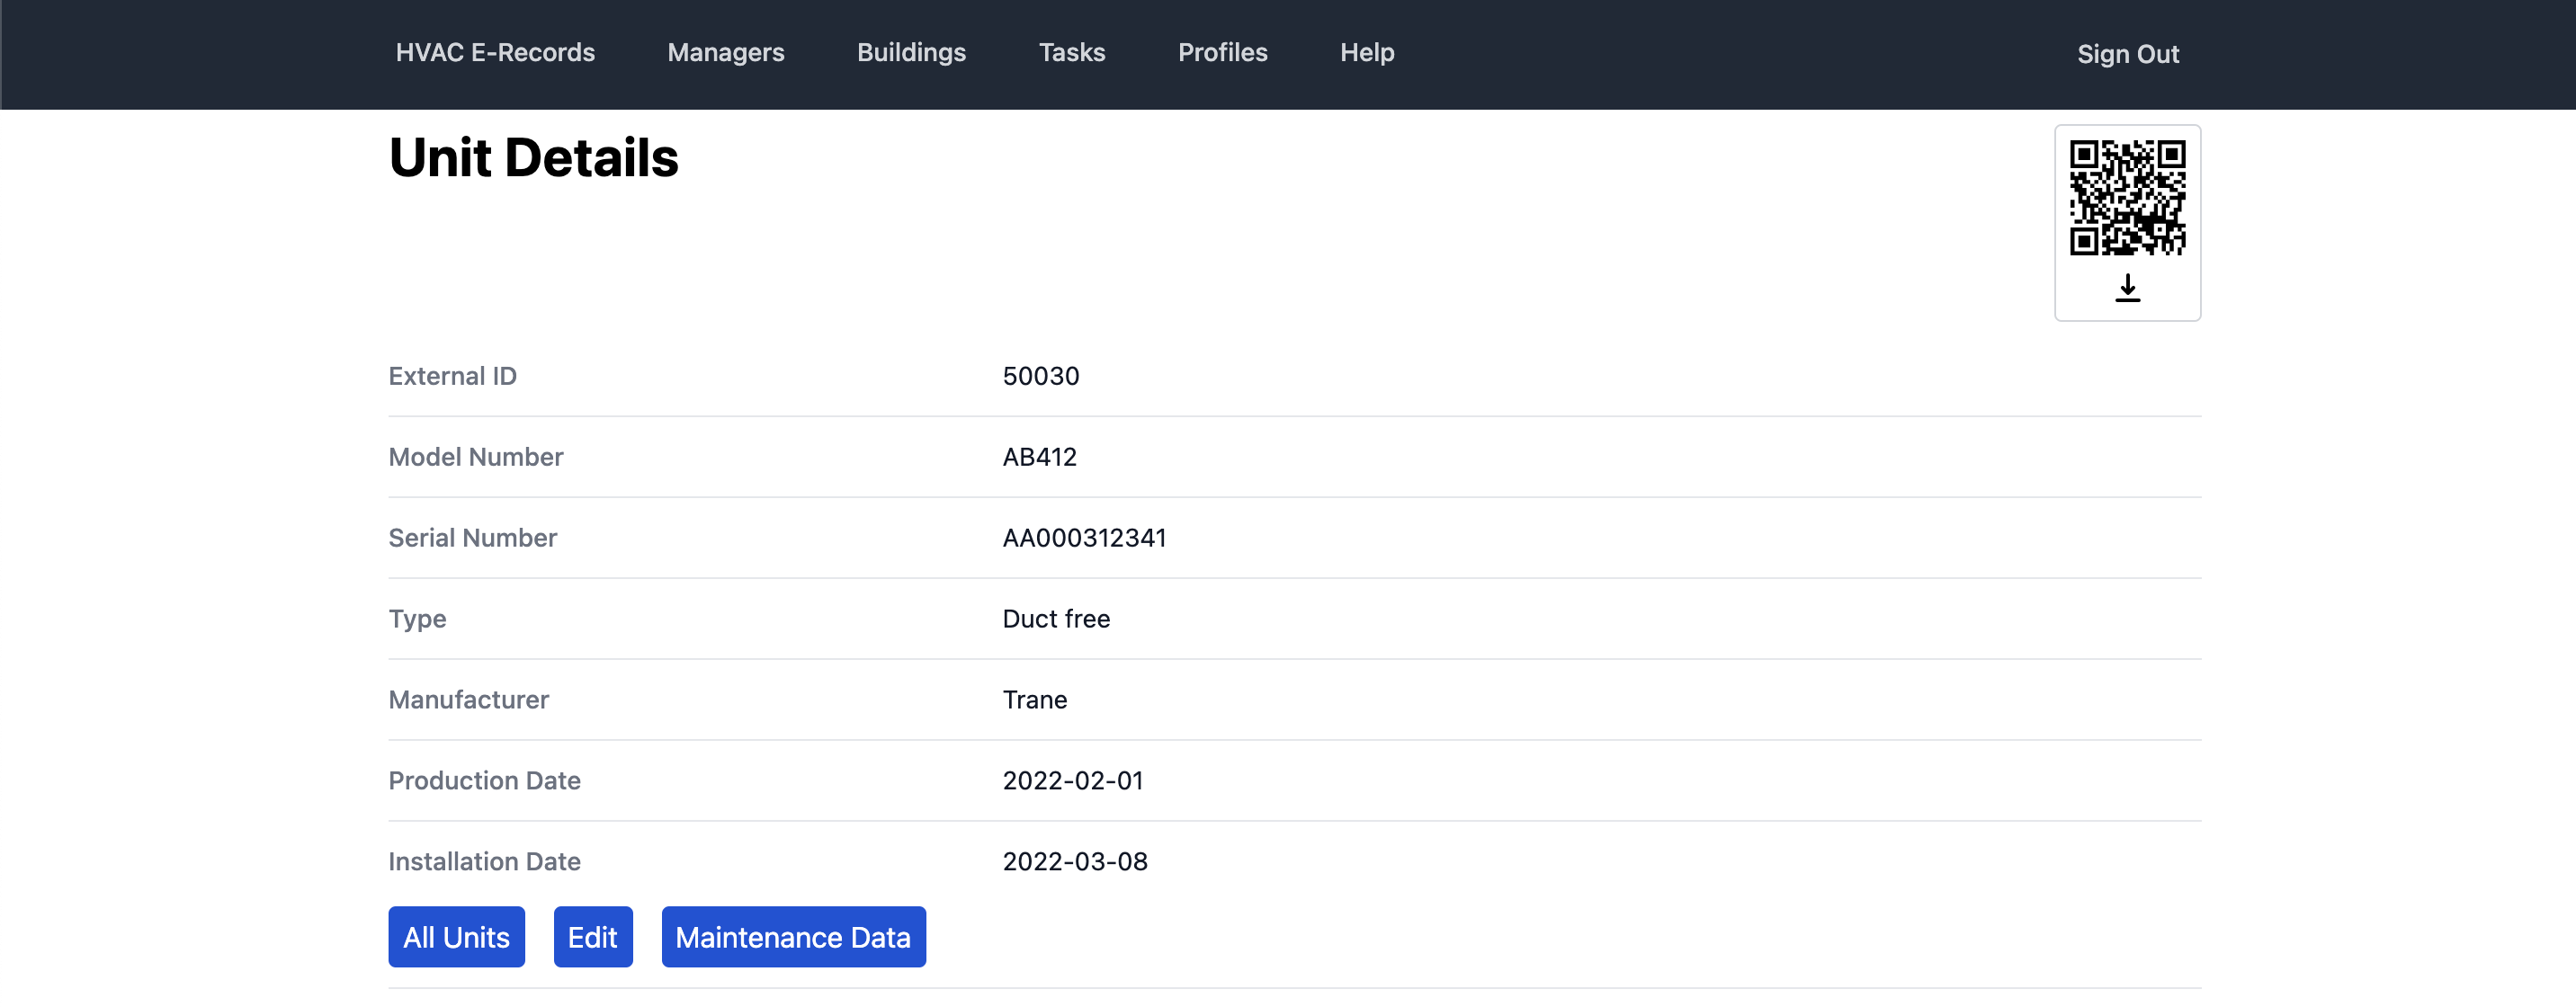 HVAC E-Records Managers Buildings Tasks Profiles Help Sign Out
Unit Details
External ID 50030
Model Number AB412
Serial Number AA000312341
Type Duct free
Manufacturer Trane
Production Date 2022-02-01
Installation Date 2022-03-08
All Units Edit Maintenance Data